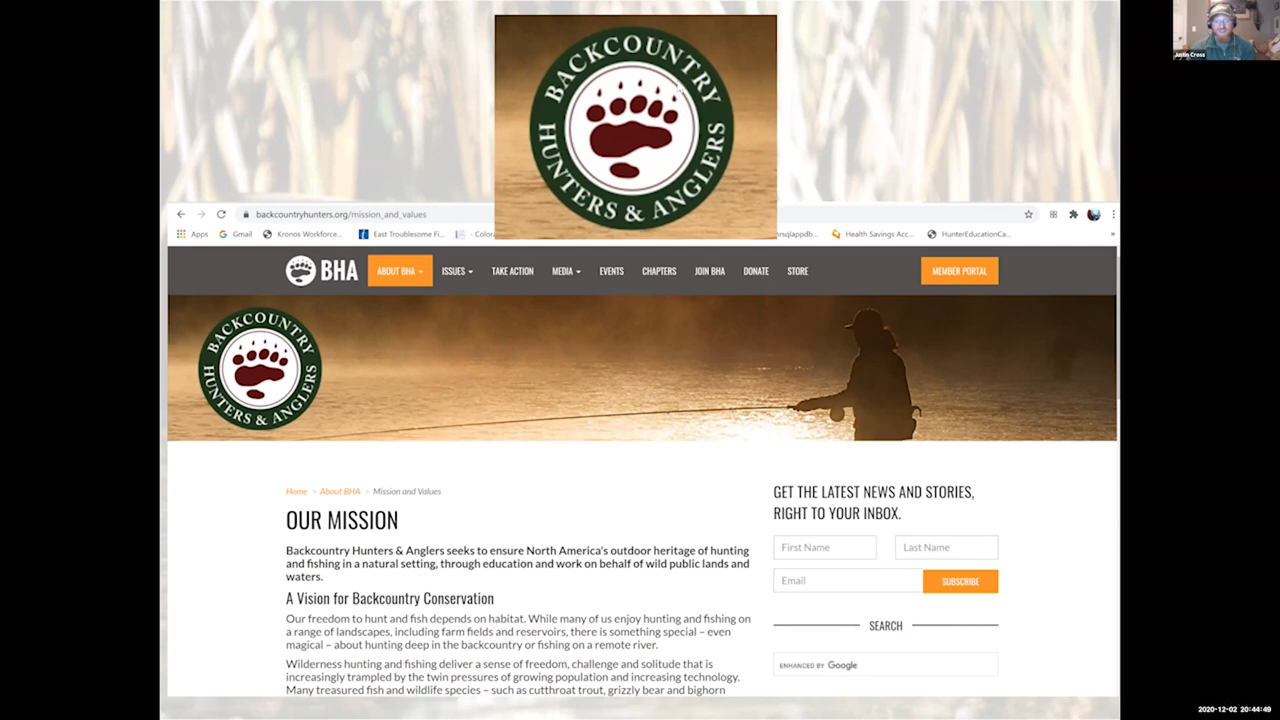 BACKCOUNTRY
HUNTERS & ANGLERS
Justin Cross
backcountryhunters.org/mission_and_values
Apps
Gmail
Kronos Workforce...
East Troublesome Fi...
Health Savings Acc...
HunterEducationCa...
»
BHA
ABOUT BHA
ISSUES
TAKE ACTION
MEDIA
EVENTS
CHAPTERS
JOIN BHA
DONATE
STORE
MEMBER PORTAL
BACKCOUNTRY
HUNTERS & ANGLERS
Home > About BHA > Mission and Values
OUR MISSION
Backcountry Hunters & Anglers seeks to ensure North America's outdoor heritage of hunting
and fishing in a natural setting, through education and work on behalf of wild public lands and
waters.
A Vision for Backcountry Conservation
Our freedom to hunt and fish depends on habitat. While many of us enjoy hunting and fishing on
a range of landscapes, including farm fields and reservoirs, there is something special – even
magical – about hunting deep in the backcountry or fishing on a remote river.
Wilderness hunting and fishing deliver a sense of freedom, challenge and solitude that is
increasingly trampled by the twin pressures of growing population and increasing technology.
Many treasured fish and wildlife species – such as cutthroat trout, grizzly bear and bighorn
GET THE LATEST NEWS AND STORIES,
RIGHT TO YOUR INBOX.
First Name
Last Name
Email
SUBSCRIBE
SEARCH
ENHANCED BY Google
2020-12-02 20:44:49